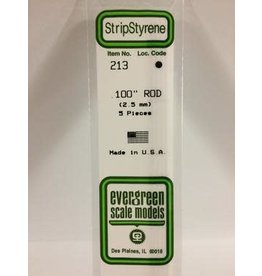 StripStyrene
Item No. Loc. Code
213
.100" ROD
(2.5 mm)
5 Pieces
Made in U.S.A.
evergreen
scale models
Des Plaines, IL 60018